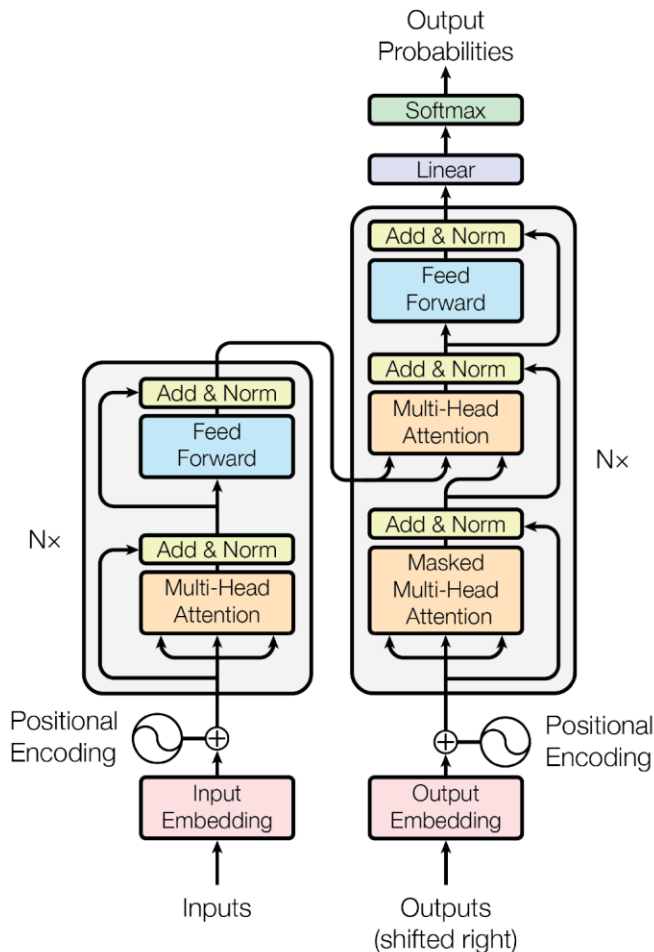 Output
Probabilities
Softmax
Linear
Add & Norm
Feed
Forward
Add & Norm
Multi-Head
Attention
Add & Norm
Masked
Multi-Head
Attention
N×
Add & Norm
Feed
Forward
Add & Norm
Multi-Head
Attention
N×
Positional
Encoding
Positional
Encoding
Input
Embedding
Output
Embedding
Inputs
Outputs
(shifted right)